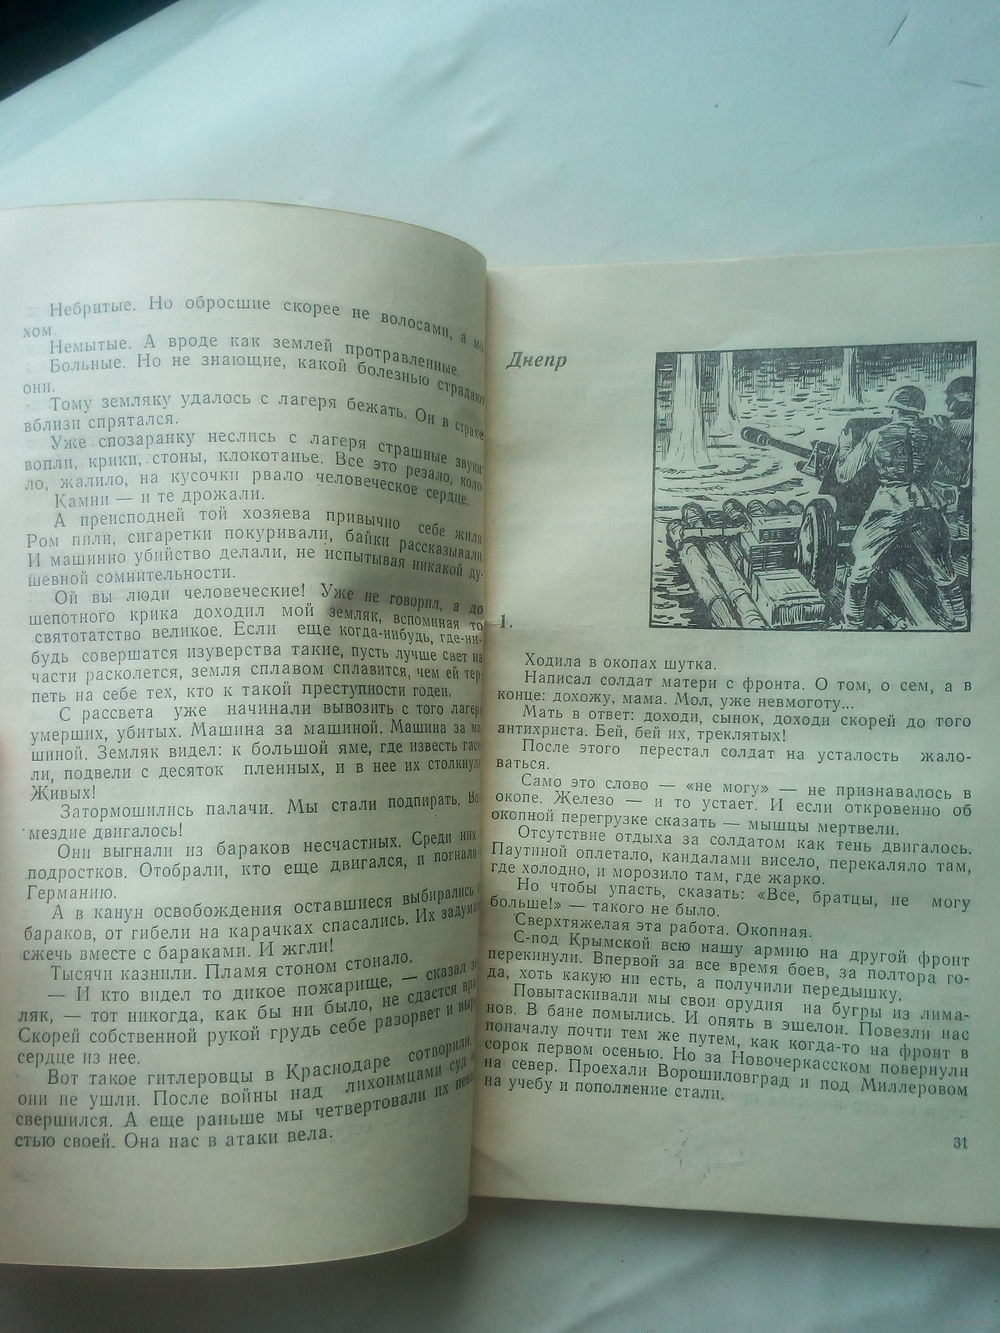 Небритые. Но обросшие скорее не волосами, а мо-
хом.
Немытые. А вроде как землей протравленные.
Больные. Но не знающие, какой болезнью страдают
они.
Тому земляку удалось с лагеря бежать. Он в страхе
вблизи спрятался.
Уже спозаранку неслись с лагеря страшные звуки:
вопли, крики, стоны, клокотанье. Все это резало, коло-
ло, жалило, на кусочки рвало человеческое сердце.
Камни — и те дрожали.
А преисподней той хозяева привычно себе жили.
Ром пили, сигаретки покуривали, байки рассказывали.
И машинно убийство делали, не испытывая никакой ду-
шевной сомнительности.
Ой вы люди человеческие! Уже не говорил, а до
шепотного крика доходил мой земляк, вспоминая то
святотатство великое. Если еще когда-нибудь, где-ни-
будь совершатся изуверства такие, пусть лучше свет на
части расколется, земля сплавом сплавится, чем ей тер-
петь на себе тех, кто к такой преступности годен.
С рассвета уже начинали вывозить с того лагеря
умерших, убитых. Машина за машиной. Машина за ма-
шиной. Земляк видел: к большой яме, где известь гаси-
ли, подвели с десяток пленных, и в нее их столкнули.
Живых!
Затормошились палачи. Мы стали подпирать. Воз-
мездие двигалось!
Они выгнали из бараков несчастных. Среди них и
подростков. Отобрали, кто еще двигался, и погнали в
Германию.
А в канун освобождения оставшиеся выбирались с
бараков, от гибели на карачках спасались. Их задумали
сжечь вместе с бараками. И жгли!
Тысячи казнили. Пламя стоном стонало.
— И кто видел то дикое пожарище, — сказал зем-
ляк, — тот никогда, как бы ни было, не сдастся врагу.
Скорей собственной рукой грудь себе разорвет и вырвет
сердце из нее.
Вот такое гитлеровцы в Краснодаре сотворили.
они не ушли. После войны над лихоимцами суд
свершился. А еще раньше мы четвертовали их ненави-
стью своей. Она нас в атаки вела.
Днепр
1.
Ходила в окопах шутка.
Написал солдат матери с фронта. О том, о сем, а в
конце: дохожу, мама. Мол, уже невмоготу...
Мать в ответ: доходи, сынок, доходи скорей до того
антихриста. Бей, бей их, треклятых!
После этого перестал солдат на усталость жало-
ваться.
Само это слово — «не могу» — не признавалось в
окопе. Железо — и то устает. И если откровенно об
окопной перегрузке сказать — мышцы мертвели.
Отсутствие отдыха за солдатом как тень двигалось.
Паутиной оплетало, кандалами висело, перекаляло там,
где холодно, и морозило там, где жарко.
Но чтобы упасть, сказать: «Все, братцы, не могу
больше!» — такого не было.
Сверхтяжелая эта работа. Окопная.
С-под Крымской всю нашу армию на другой фронт
перекинули. Впервой за все время боев, за полтора го-
да, хоть какую ни есть, а получили передышку.
Повытаскивали мы свои орудия на бугры из лима-
нов. В бане помылись. И опять в эшелон. Повезли нас
поначалу почти тем же путем, как когда-то на фронт в
сорок первом осенью. Но за Новочеркасском повернули
на север. Проехали Ворошиловград и под Миллеровом
на учебу и пополнение стали.
31